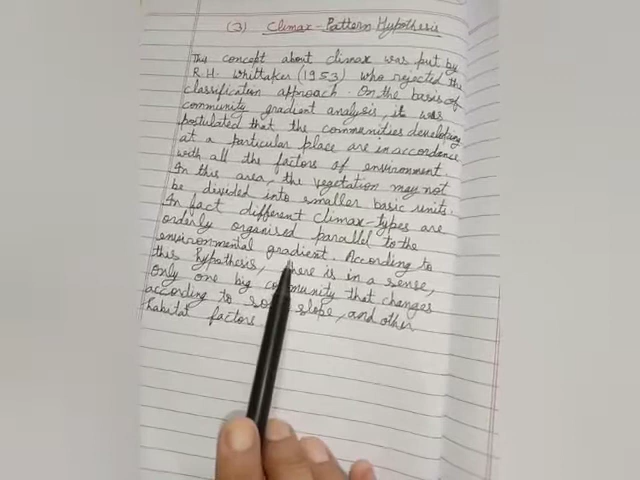 (3) Climax-Pattern Hypothesis
This concept about climax was put by
R.H. Whittaker (1953) who rejected the
classification approach. On the basis of
community gradient analysis, it was
postulated that the communities developing
at a particular place are in accordance
with all the factors of environment.
In this area, the vegetation may not
be divided into smaller basic units.
In fact different climax-types are
orderly organised parallel to the
environmental gradient. According to
this hypothesis, there is in a sense,
only one big community that changes
according to slope, and other
habitat factors.